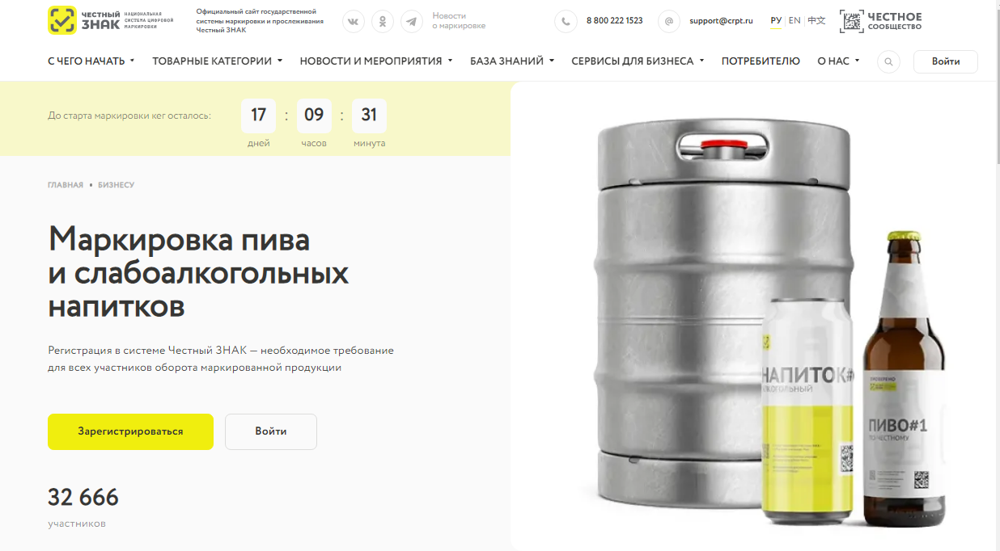 ЧЕСТНЫЙ
ЗНАК
НАЦИОНАЛЬНАЯ
СИСТЕМА ЦИФРОВОЙ
МАРКИРОВКИ
Официальный сайт государственной
системы маркировки и прослеживания
Честный ЗНАК
Новости
о маркировке
8 800 222 1523
@
support@crpt.ru
РУ EN 中文
ЧЕСТНОЕ
СООБЩЕСТВО
С ЧЕГО НАЧАТЬ ТОВАРНЫЕ КАТЕГОРИИ НОВОСТИ И МЕРОПРИЯТИЯ БАЗА ЗНАНИЙ СЕРВИСЫ ДЛЯ БИЗНЕСА ПОТРЕБИТЕЛЮ О НАС Войти
До старта маркировки кег осталось: 17 : 09 : 31
дней часов минута
ГЛАВНАЯ • БИЗНЕСУ
Маркировка пива
и слабоалкогольных
напитков
Регистрация в системе Честный ЗНАК — необходимое требование
для всех участников оборота маркированной продукции
Зарегистрироваться Войти
32 666
участников
НАПИТОК#
АЛКОГОЛЬНЫЙ
ПРОВЕРЕНО
ПИВО#1
ПО-ЧЕСТНОМУ